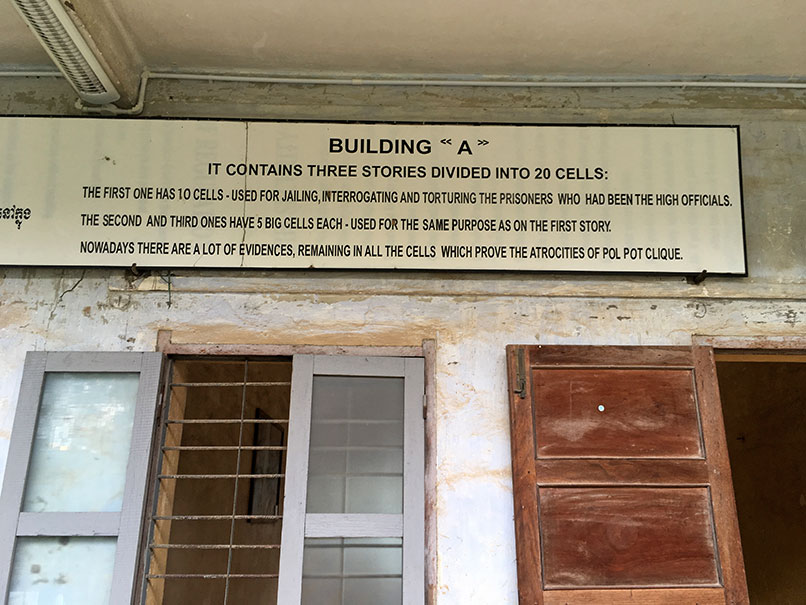 BUILDING << A >>
IT CONTAINS THREE STORIES DIVIDED INTO 20 CELLS:
THE FIRST ONE HAS 10 CELLS - USED FOR JAILING, INTERROGATING AND TORTURING THE PRISONERS WHO HAD BEEN THE HIGH OFFICIALS.
THE SECOND AND THIRD ONES HAVE 5 BIG CELLS EACH - USED FOR THE SAME PURPOSE AS ON THE FIRST STORY.
NOWADAYS THERE ARE A LOT OF EVIDENCES, REMAINING IN ALL THE CELLS WHICH PROVE THE ATROCITIES OF POL POT CLIQUE.